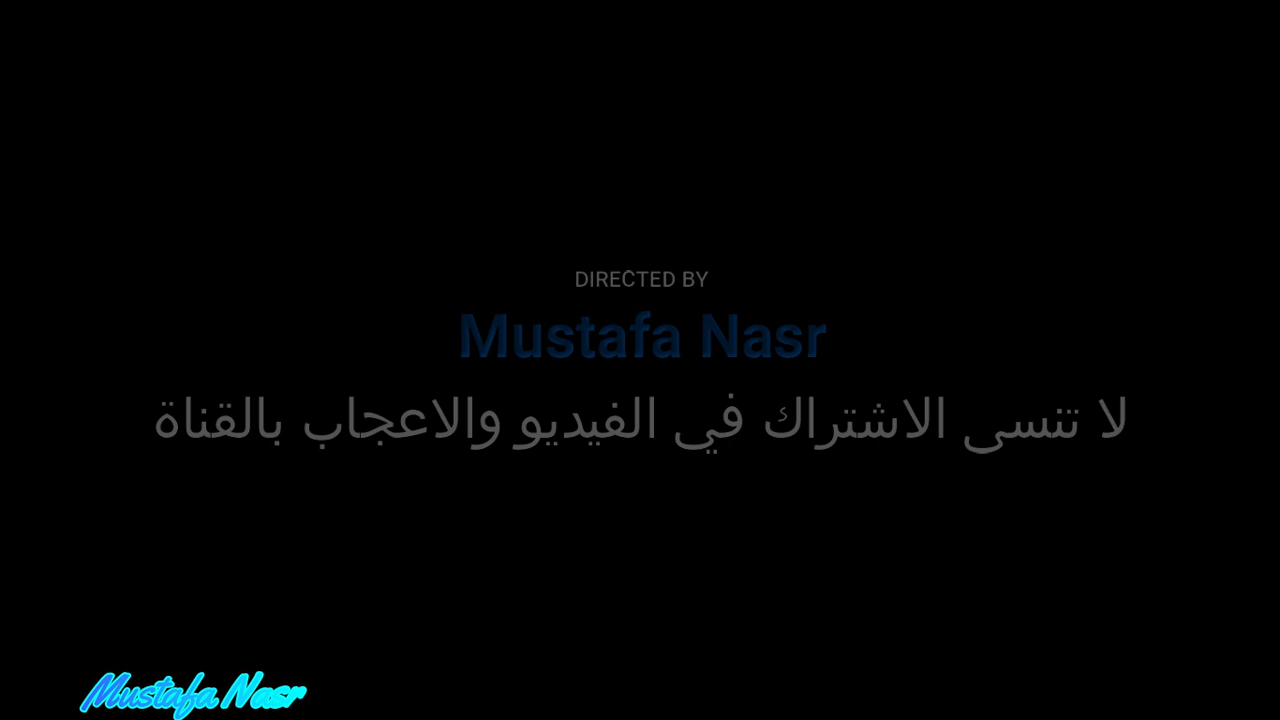 DIRECTED BY
Mustafa Nasr
لا تنسى الاشتراك في الفيديو والاعجاب بالقناة
Mustafa Nasr